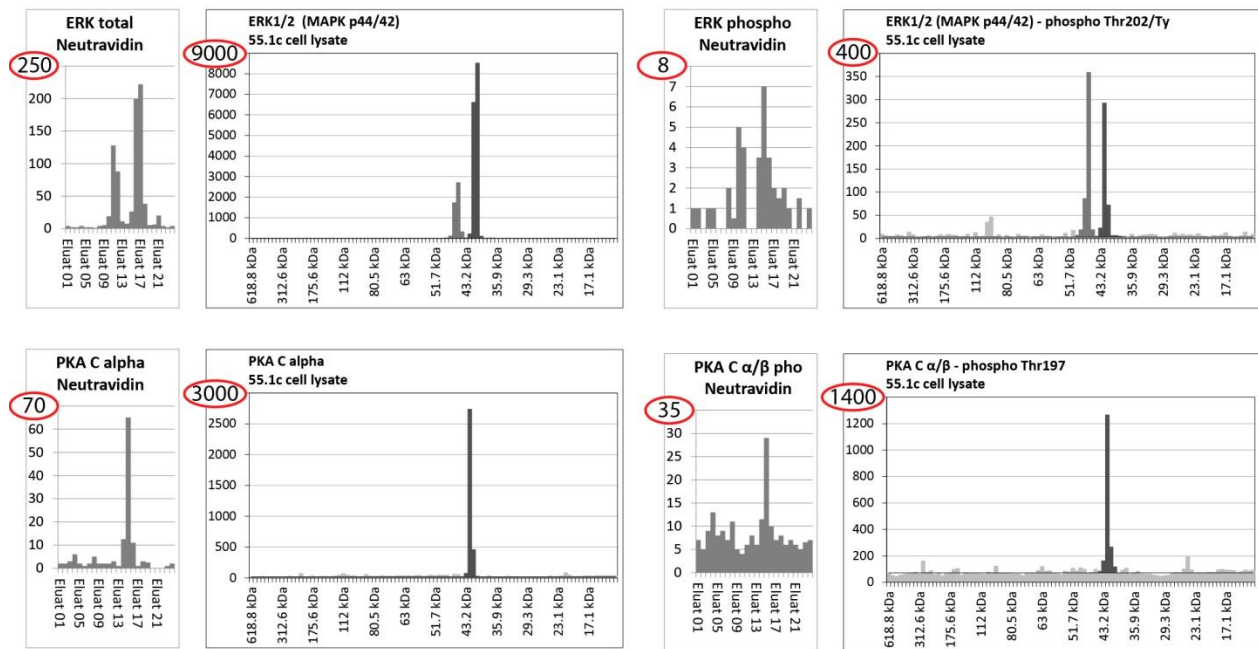 ERK total
Neutravidin
250
200
150
100
50
0
Eluat 01
Eluat 05
Eluat 09
Eluat 13
Eluat 17
Eluat 21
ERK1/2 (MAPK p44/42)
55.1c cell lysate
9000
8000
7000
6000
5000
4000
3000
2000
1000
0
618.8 kDa
312.6 kDa
175.6 kDa
112 kDa
80.5 kDa
63 kDa
51.7 kDa
43.2 kDa
35.9 kDa
29.3 kDa
23.1 kDa
17.1 kDa
ERK phospho
Neutravidin
8
7
6
5
4
3
2
1
0
Eluat 01
Eluat 05
Eluat 09
Eluat 13
Eluat 17
Eluat 21
ERK1/2 (MAPK p44/42) - phospho Thr202/Ty
55.1c cell lysate
400
350
300
250
200
150
100
50
0
618.8 kDa
312.6 kDa
175.6 kDa
112 kDa
80.5 kDa
63 kDa
51.7 kDa
43.2 kDa
35.9 kDa
29.3 kDa
23.1 kDa
17.1 kDa
PKA C alpha
Neutravidin
70
60
50
40
30
20
10
0
Eluat 01
Eluat 05
Eluat 09
Eluat 13
Eluat 17
Eluat 21
PKA C alpha
55.1c cell lysate
3000
2500
2000
1500
1000
500
0
618.8 kDa
312.6 kDa
175.6 kDa
112 kDa
80.5 kDa
63 kDa
51.7 kDa
43.2 kDa
35.9 kDa
29.3 kDa
23.1 kDa
17.1 kDa
PKA C α/β pho
Neutravidin
35
30
25
20
15
10
5
0
Eluat 01
Eluat 05
Eluat 09
Eluat 13
Eluat 17
Eluat 21
PKA C α/β - phospho Thr197
55.1c cell lysate
1400
1200
1000
800
600
400
200
0
618.8 kDa
312.6 kDa
175.6 kDa
112 kDa
80.5 kDa
63 kDa
51.7 kDa
43.2 kDa
35.9 kDa
29.3 kDa
23.1 kDa
17.1 kDa